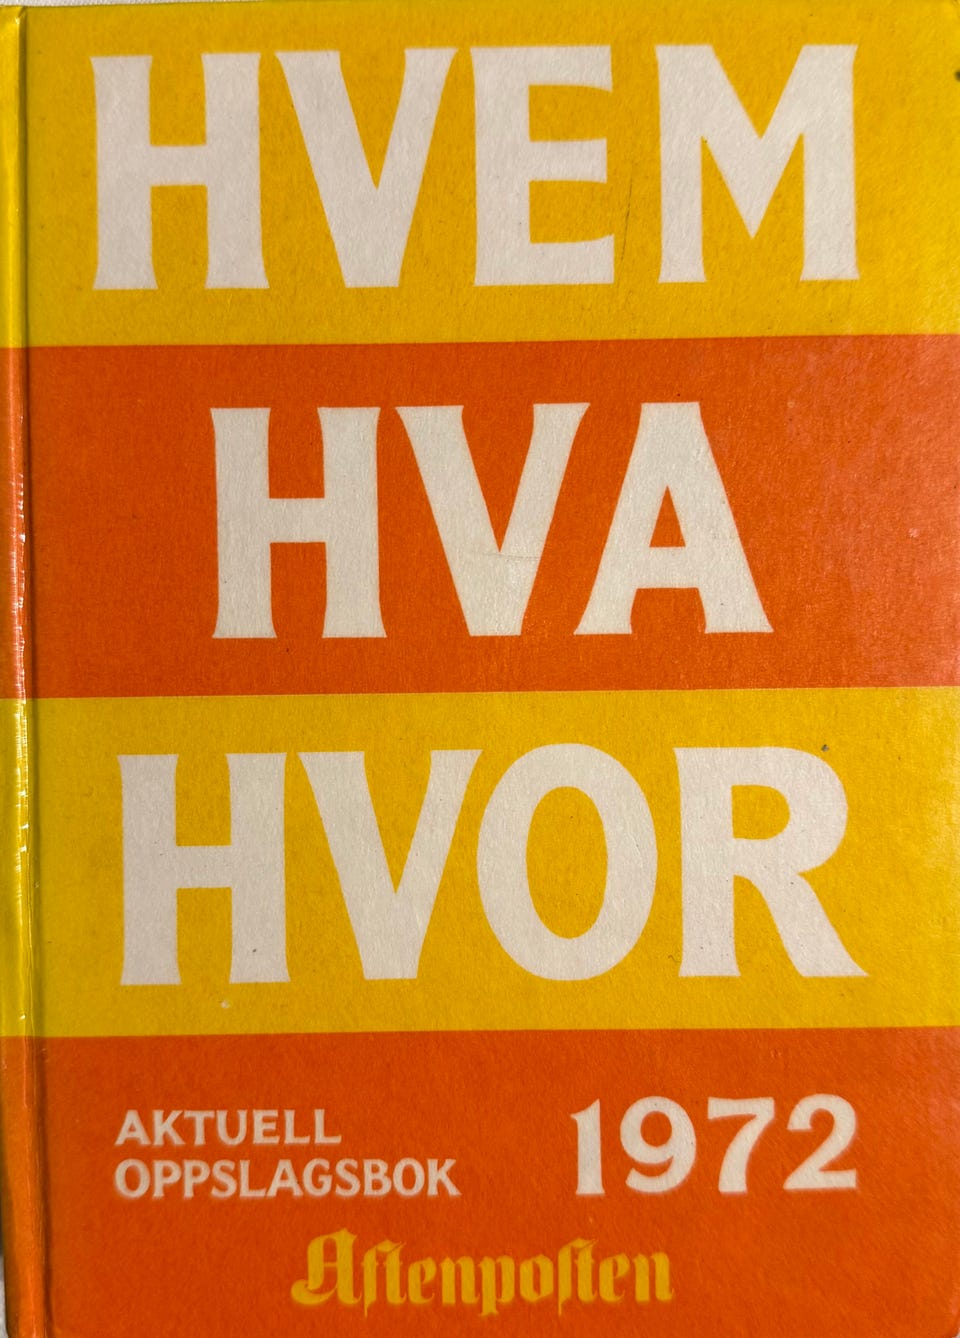 HVEM
HVA
HVOR
AKTUELL
OPPSLAGSBOK
1972
Aftenposten